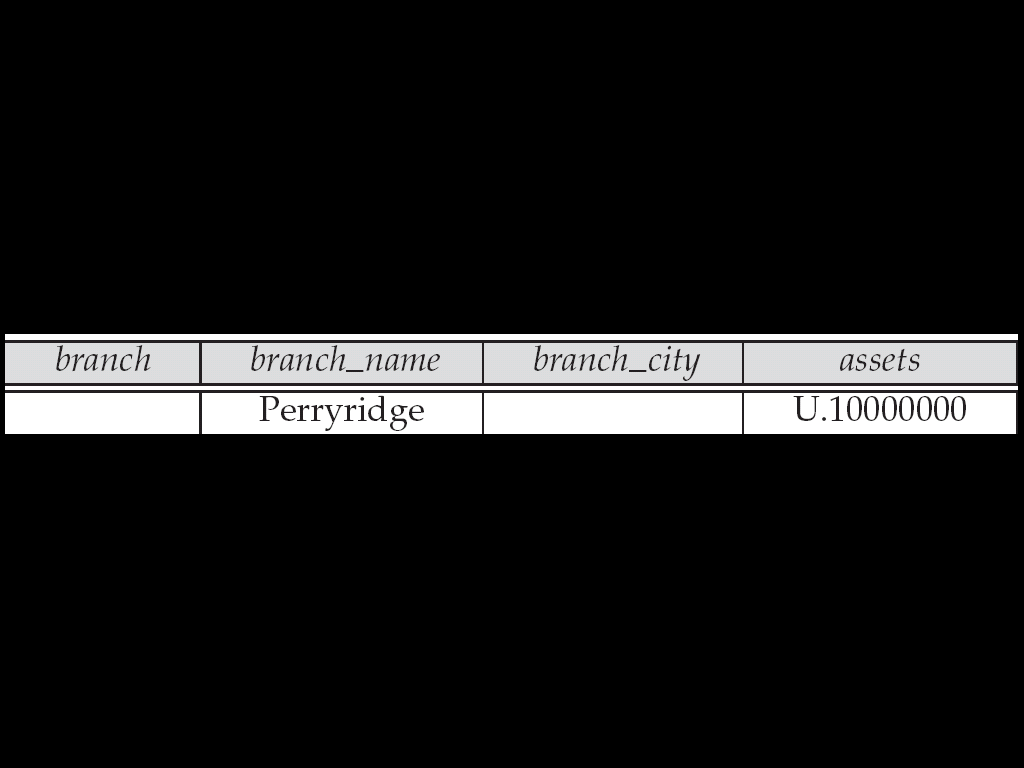 branch branch_name branch_city assets
Perryridge U.10000000